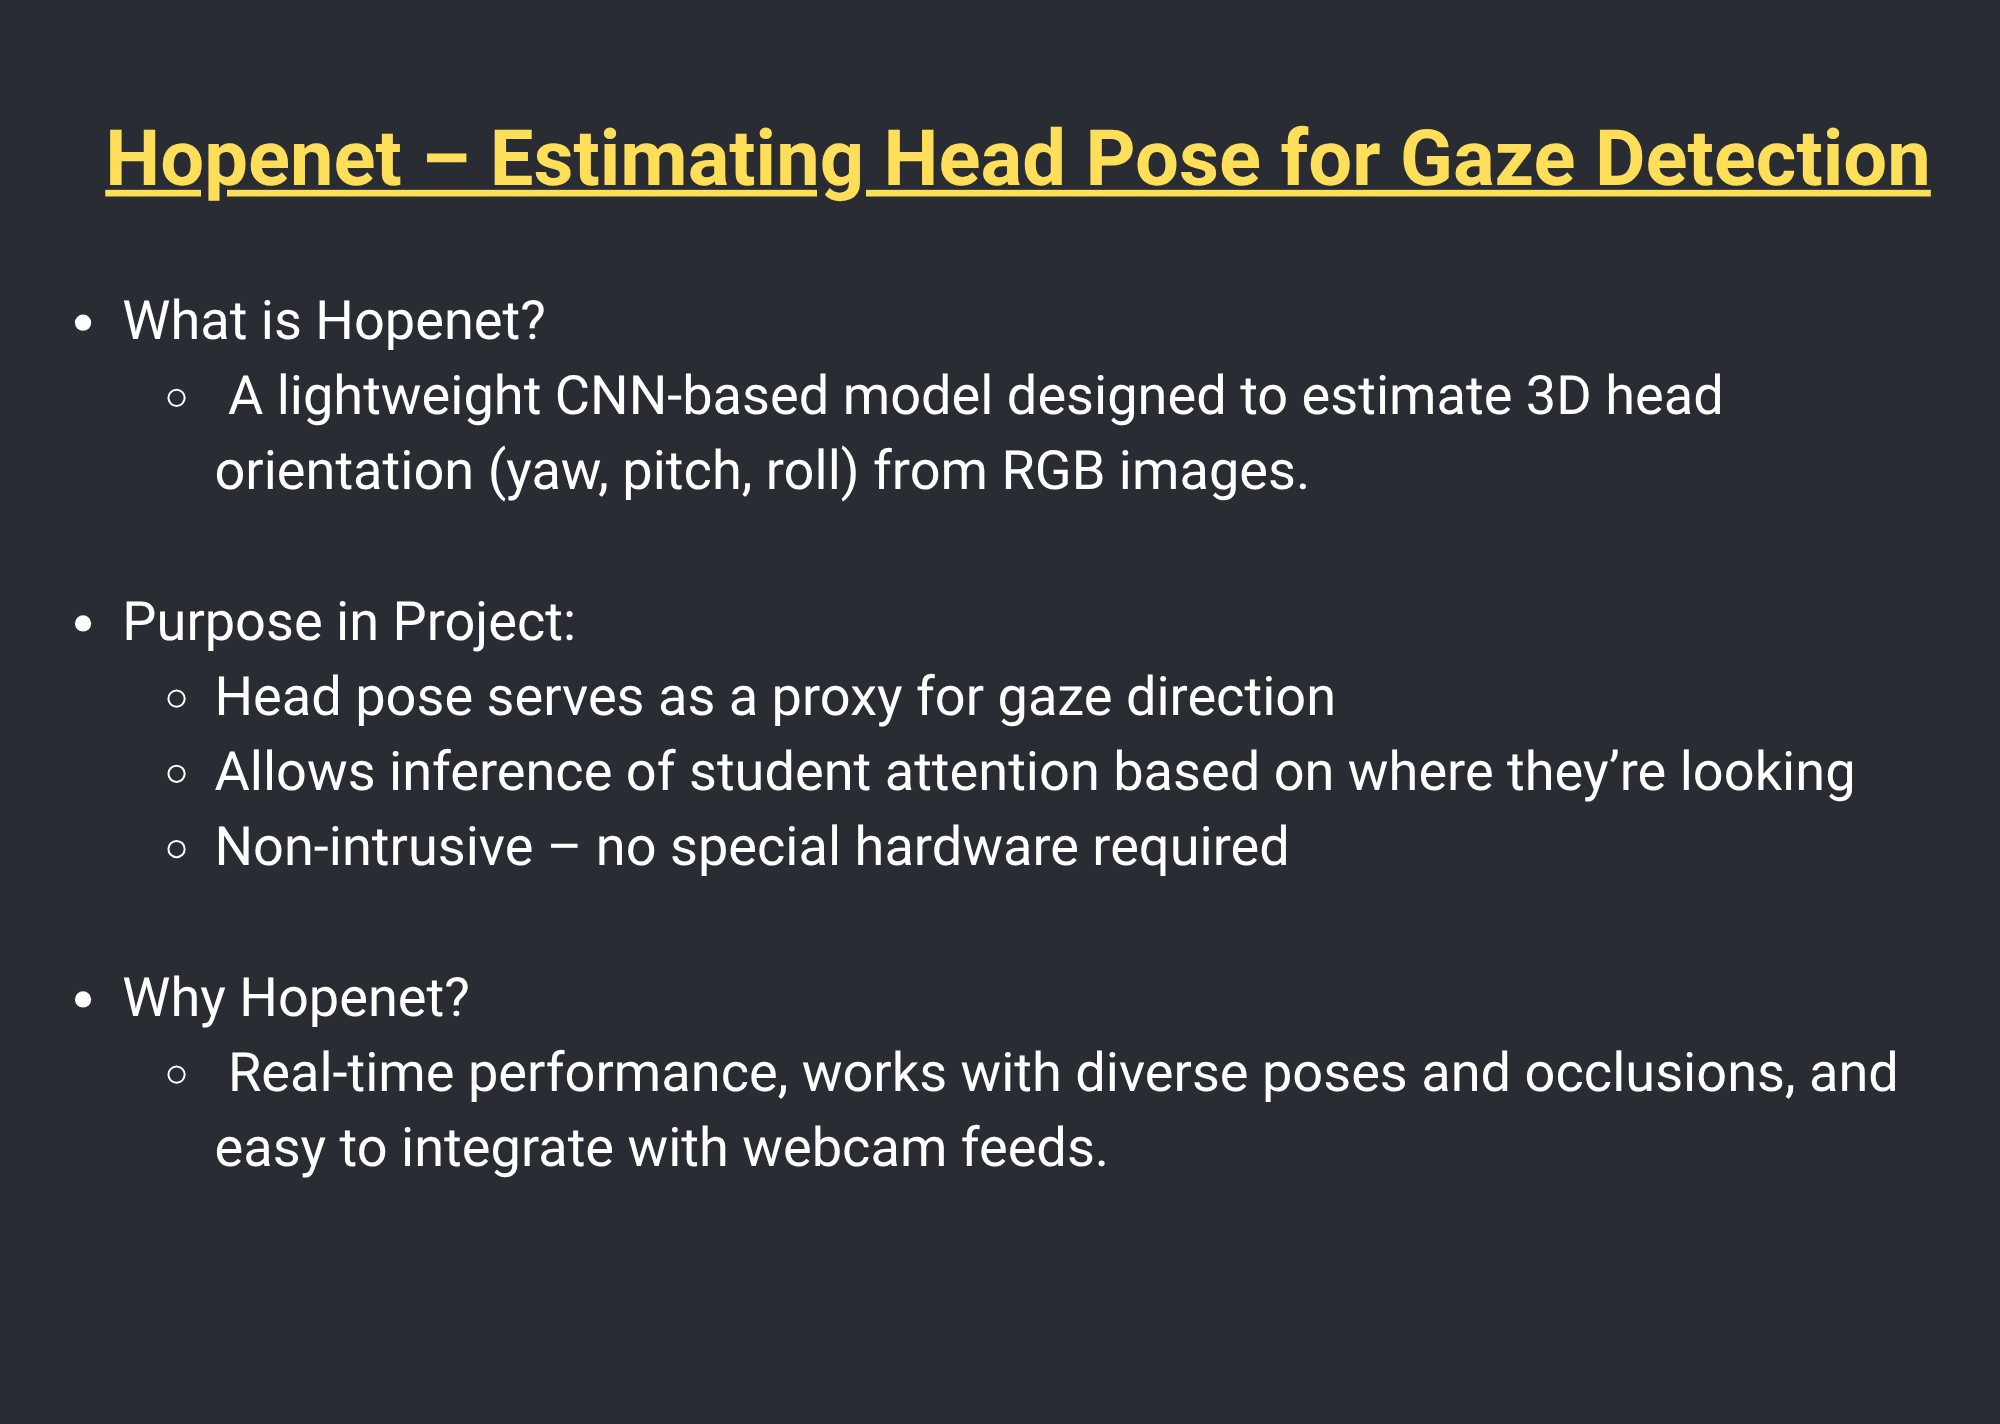 Hopenet – Estimating Head Pose for Gaze Detection
• What is Hopenet?
◦ A lightweight CNN-based model designed to estimate 3D head
orientation (yaw, pitch, roll) from RGB images.
• Purpose in Project:
◦ Head pose serves as a proxy for gaze direction
◦ Allows inference of student attention based on where they’re looking
◦ Non-intrusive – no special hardware required
• Why Hopenet?
◦ Real-time performance, works with diverse poses and occlusions, and
easy to integrate with webcam feeds.